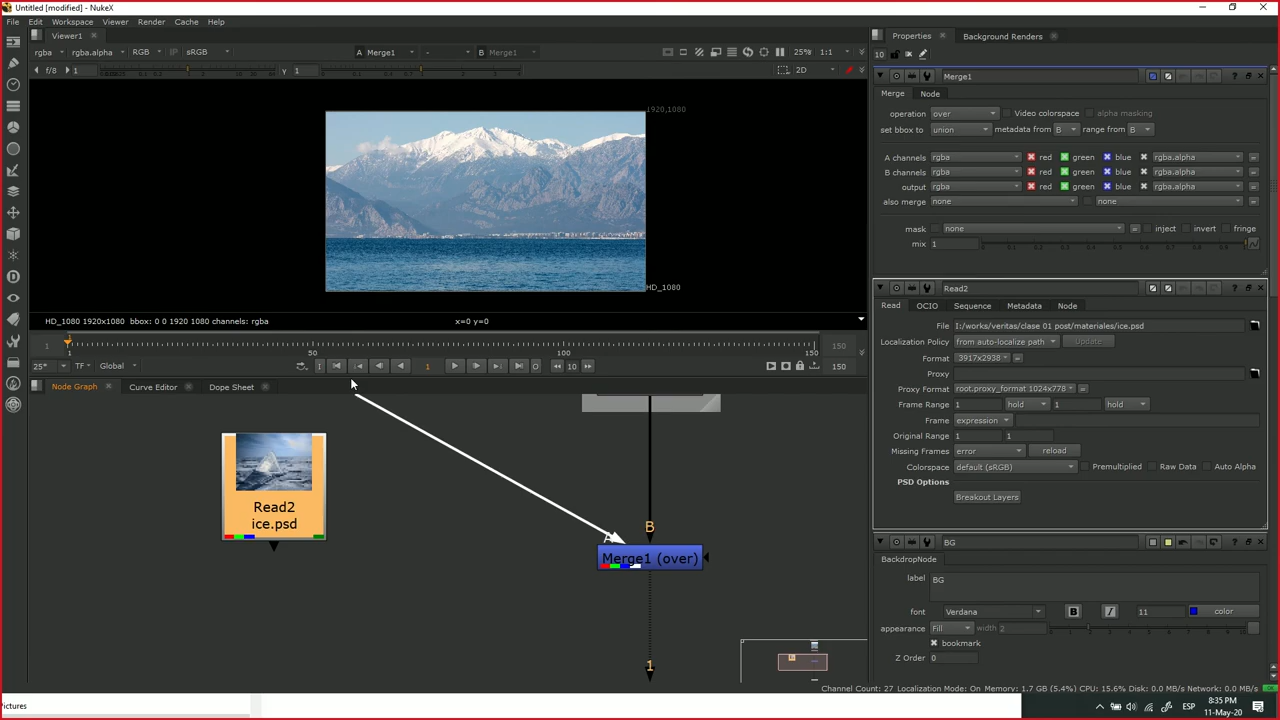 Untitled [modified] - NukeX
File Edit Workspace Viewer Render Cache Help
Viewer1
rgba rgba.alpha RGB IP sRGB A Merge1 - B Merge1 25% 1:1
f/8 1 y 1 2D
1920,1080
HD_1080
HD_1080 1920x1080 bbox: 0 0 1920 1080 channels: rgba x=0 y=0
1 1 50 100 150 150
25* TF Global 1 10 150
Node Graph Curve Editor Dope Sheet
Read2
ice.psd
A B
Merge1 (over)
1
Properties Background Renders
10
Merge1
Merge Node
operation over Video colorspace alpha masking
set bbox to union metadata from B range from B
A channels rgba red green blue rgba.alpha
B channels rgba red green blue rgba.alpha
output rgba red green blue rgba.alpha
also merge none none
mask none inject invert fringe
mix 1
Read2
Read OCIO Sequence Metadata Node
File I:/works/veritas/clase 01 post/materiales/ice.psd
Localization Policy from auto-localize path Update
Format 3917x2938
Proxy
Proxy Format root.proxy_format 1024x778
Frame Range 1 hold 1 hold
Frame expression
Original Range 1 1
Missing Frames error reload
Colorspace default (sRGB) Premultiplied Raw Data Auto Alpha
PSD Options
Breakout Layers
BG
BackdropNode
label BG
font Verdana B I 11 color
appearance Fill width 2
bookmark
Z Order 0
Channel Count: 27 Localization Mode: On Memory: 1.7 GB (5.4%) CPU: 15.6% Disk: 0.0 MB/s Network: 0.0 MB/s
Pictures
ESP 8:35 PM
11-May-20